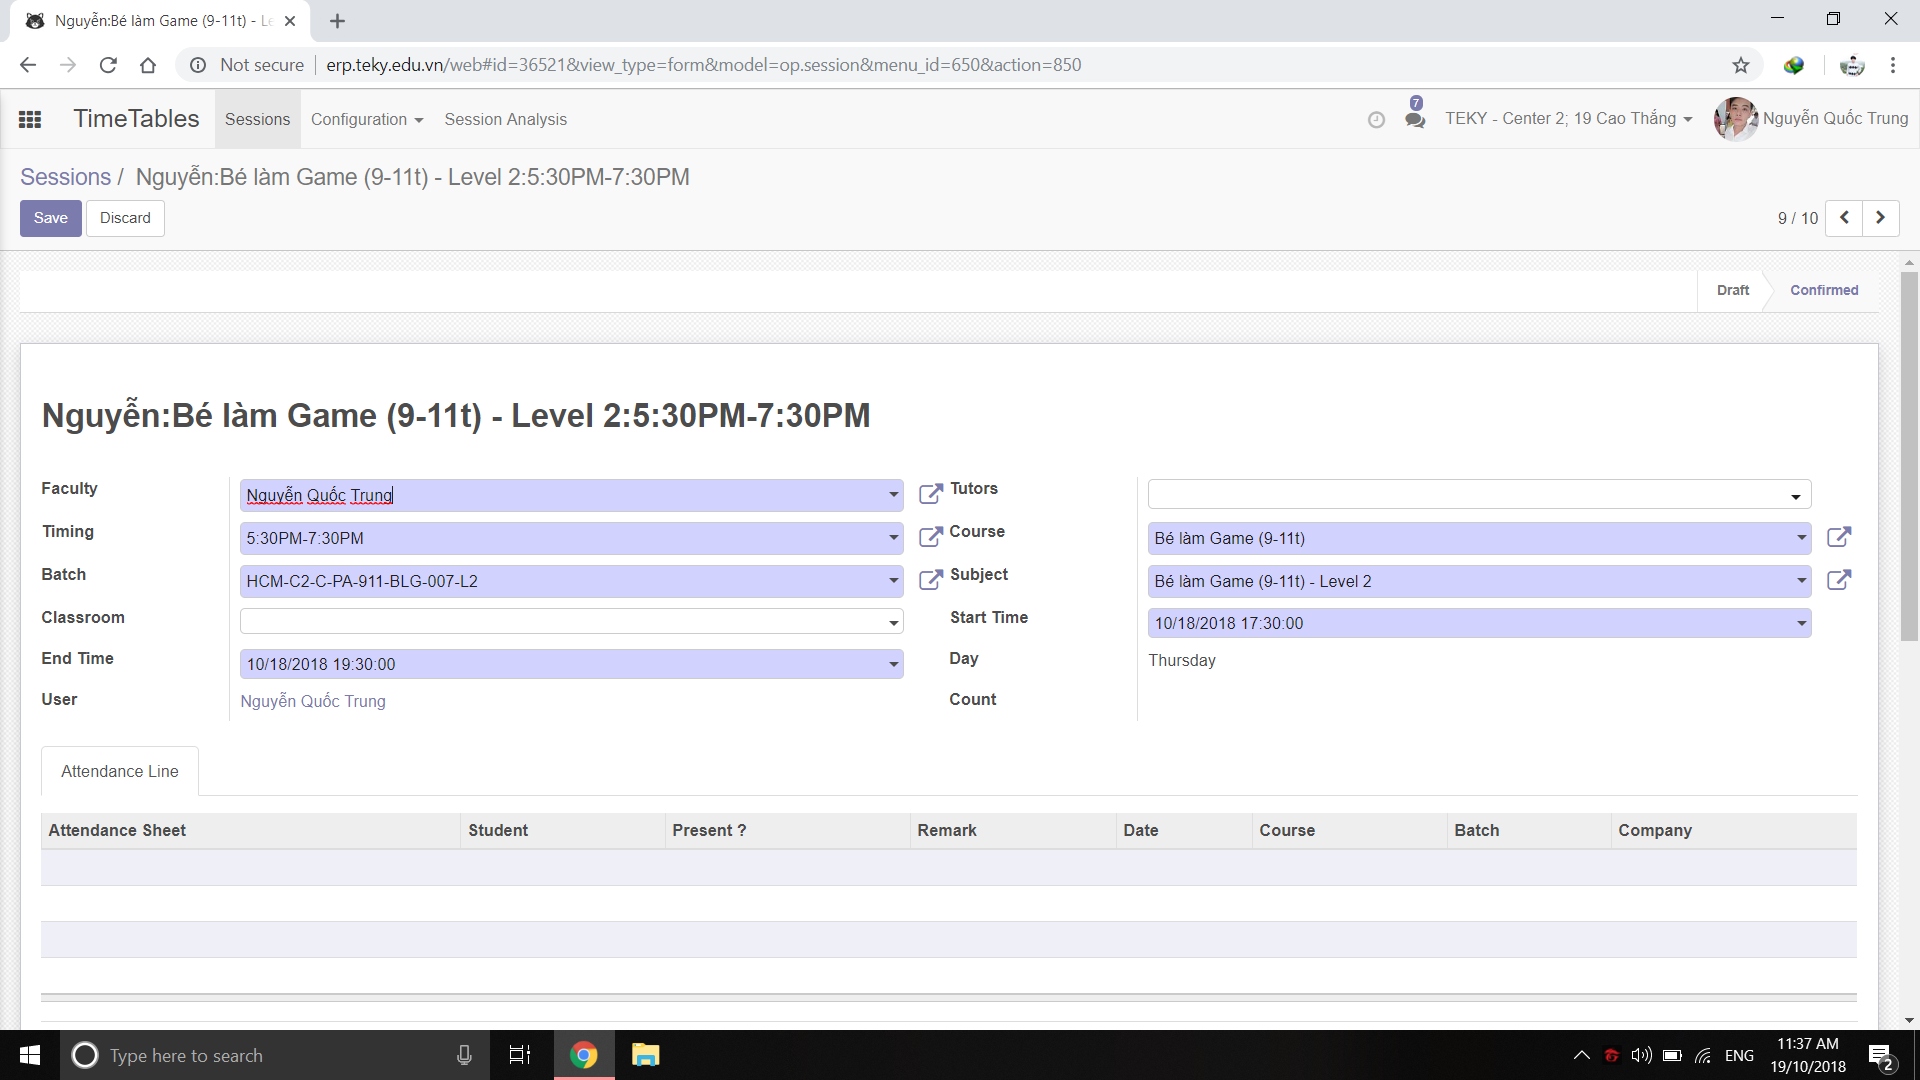 Nguyễn:Bé làm Game (9-11t) - Le
Not secure
erp.teky.edu.vn/web#id=36521&view_type=form&model=op.session&menu_id=650&action=850
TimeTables
Sessions
Configuration
Session Analysis
7
TEKY - Center 2; 19 Cao Thắng
Nguyễn Quốc Trung
Sessions / Nguyễn:Bé làm Game (9-11t) - Level 2:5:30PM-7:30PM
Save
Discard
9 / 10
Draft
Confirmed
Nguyễn:Bé làm Game (9-11t) - Level 2:5:30PM-7:30PM
Faculty
Nguyễn Quốc Trung
Tutors
Timing
5:30PM-7:30PM
Course
Bé làm Game (9-11t)
Batch
HCM-C2-C-PA-911-BLG-007-L2
Subject
Bé làm Game (9-11t) - Level 2
Classroom
Start Time
10/18/2018 17:30:00
End Time
10/18/2018 19:30:00
Day
Thursday
User
Nguyễn Quốc Trung
Count
Attendance Line
Attendance Sheet
Student
Present ?
Remark
Date
Course
Batch
Company
Type here to search
ENG
11:37 AM
19/10/2018
2